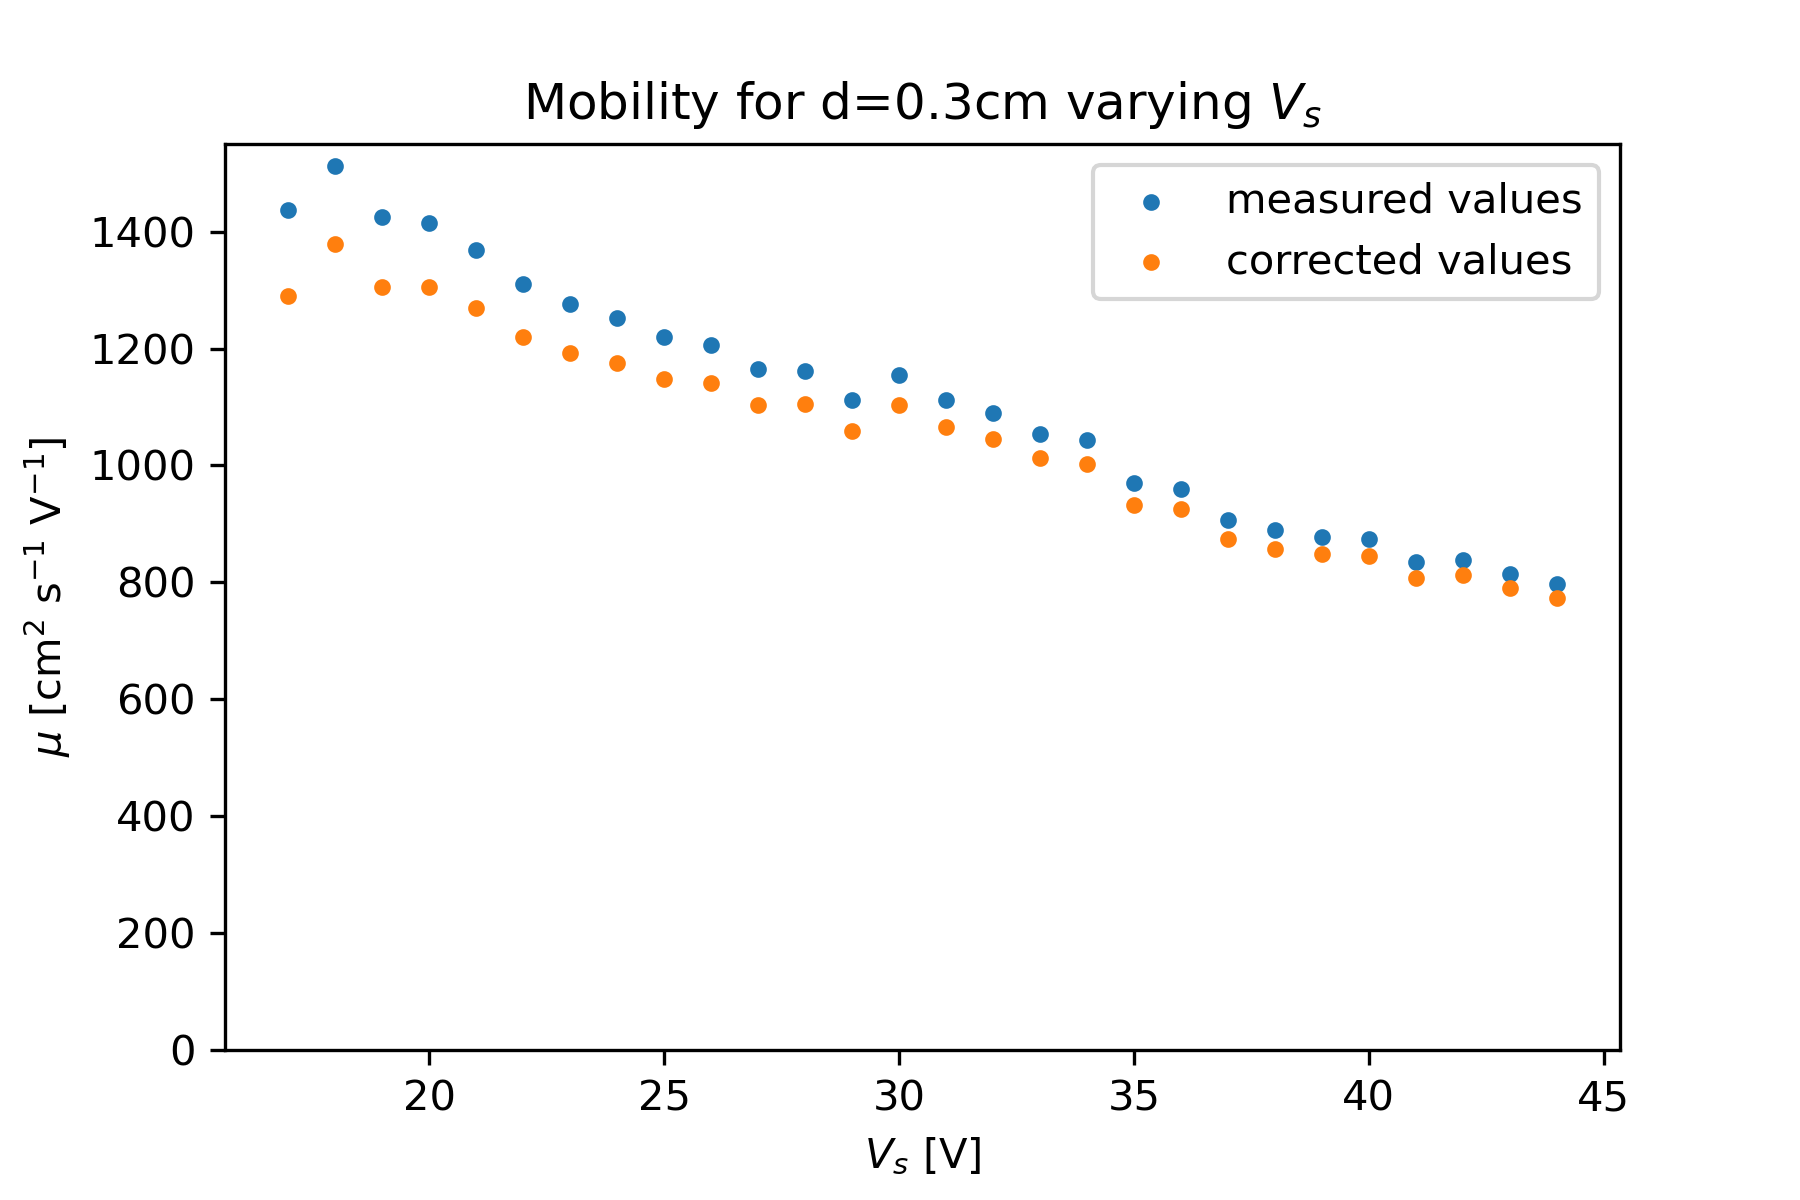 Mobility for d=0.3cm varying $V_s$
measured values
corrected values
1400
1200
1000
800
600
400
200
0
μ [cm² s⁻¹ V⁻¹]
20 25 30 35 40 45
$V_s$ [V]